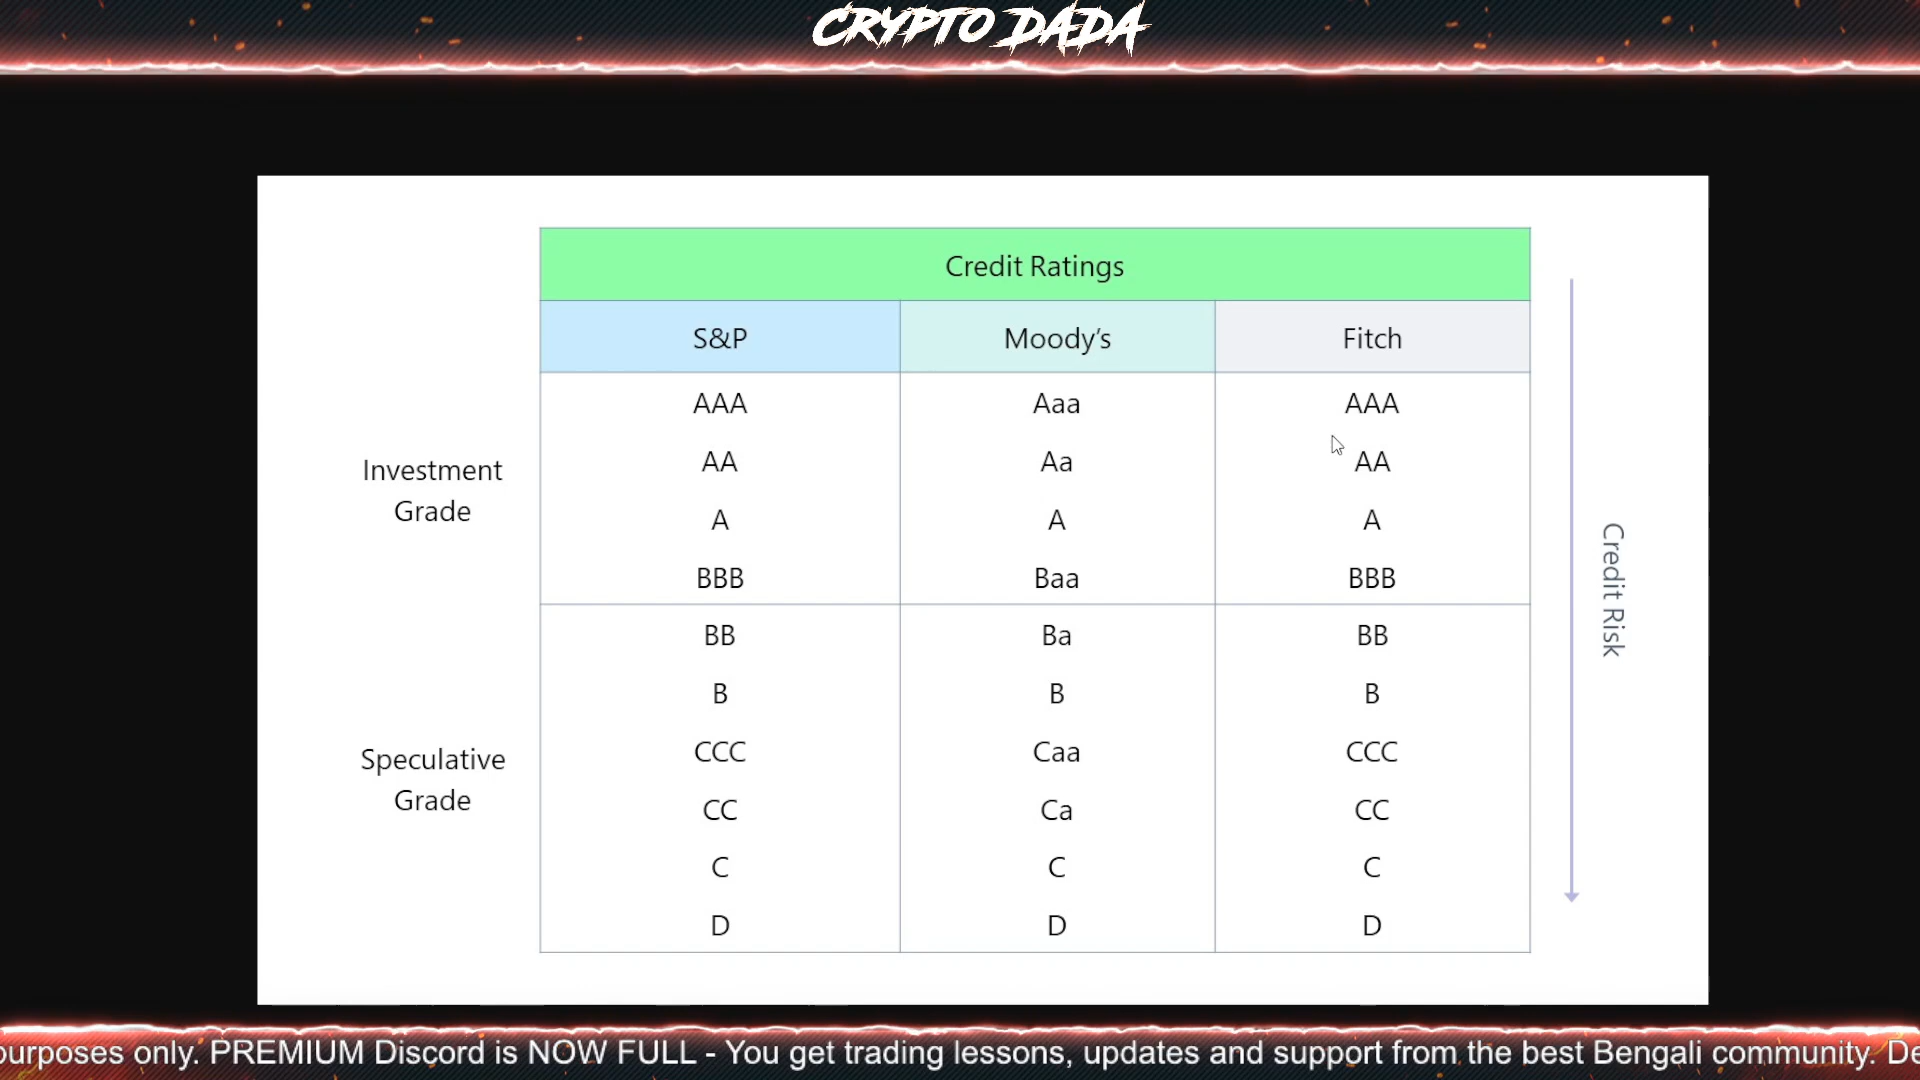 CRYPTO DADA
Credit Ratings
S&P Moody's Fitch
AAA Aaa AAA
AA Aa AA
Investment
Grade
A A A
BBB Baa BBB
BB Ba BB
B B B
CCC Caa CCC
Speculative
Grade
CC Ca CC
C C C
D D D
Credit Risk
purposes only. PREMIUM Discord is NOW FULL - You get trading lessons, updates and support from the best Bengali community.